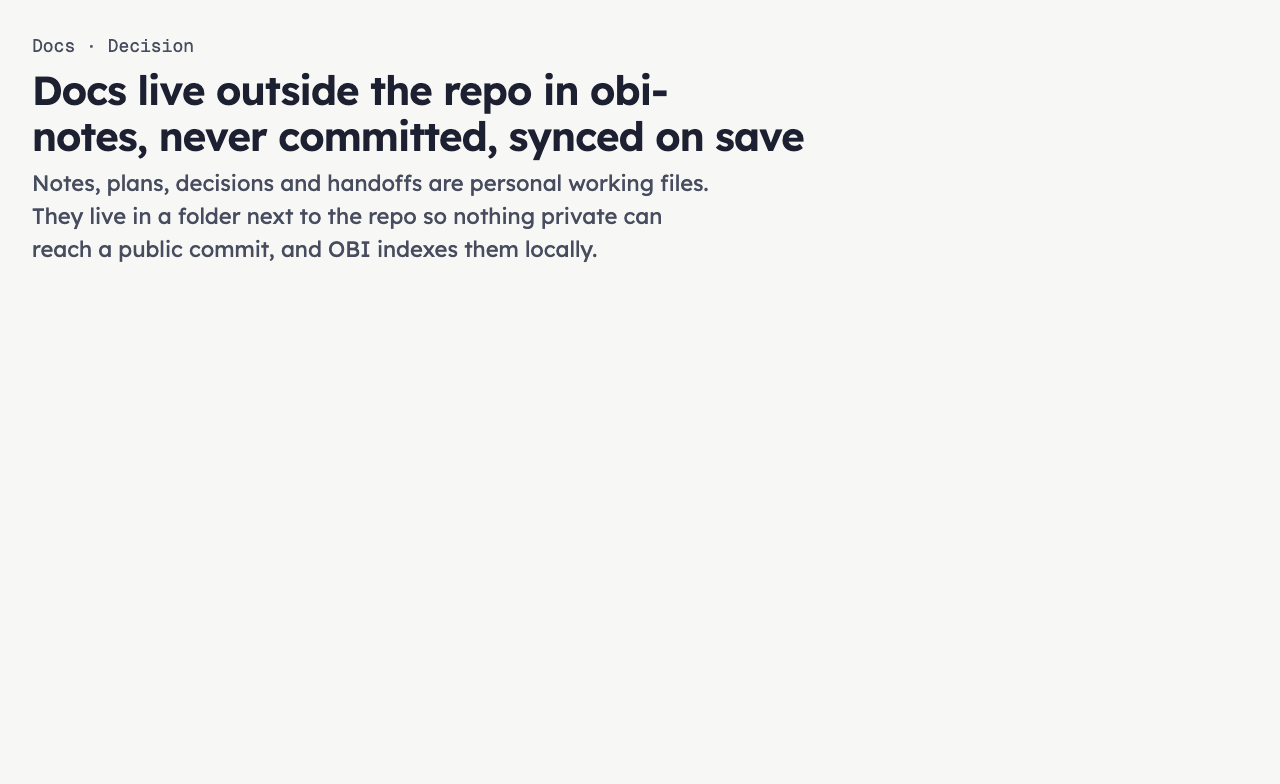 Docs · Decision
Docs live outside the repo in obi-
notes, never committed, synced on save
Notes, plans, decisions and handoffs are personal working files.
They live in a folder next to the repo so nothing private can
reach a public commit, and OBI indexes them locally.